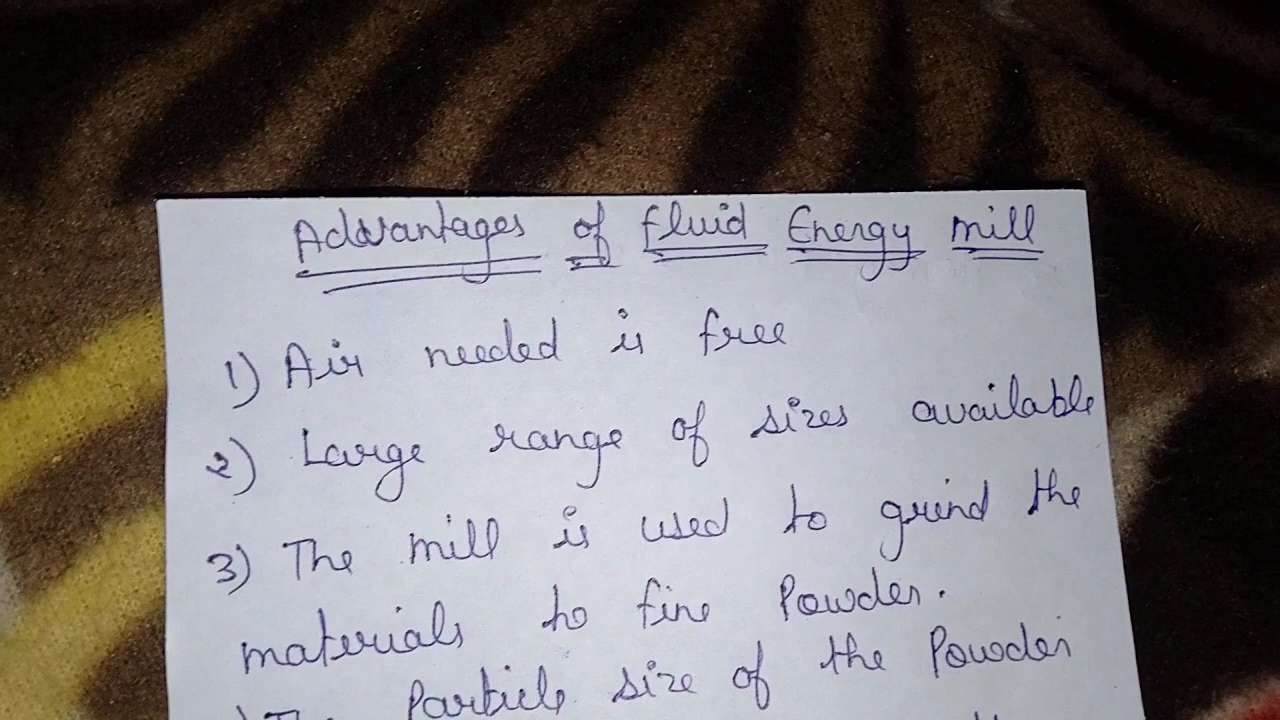 Advantages of fluid Energy mill
1) Air needed is free
2) Large range of sizes available
3) The mill is used to grind the
materials to fine Powder.
Particle size of the Powder